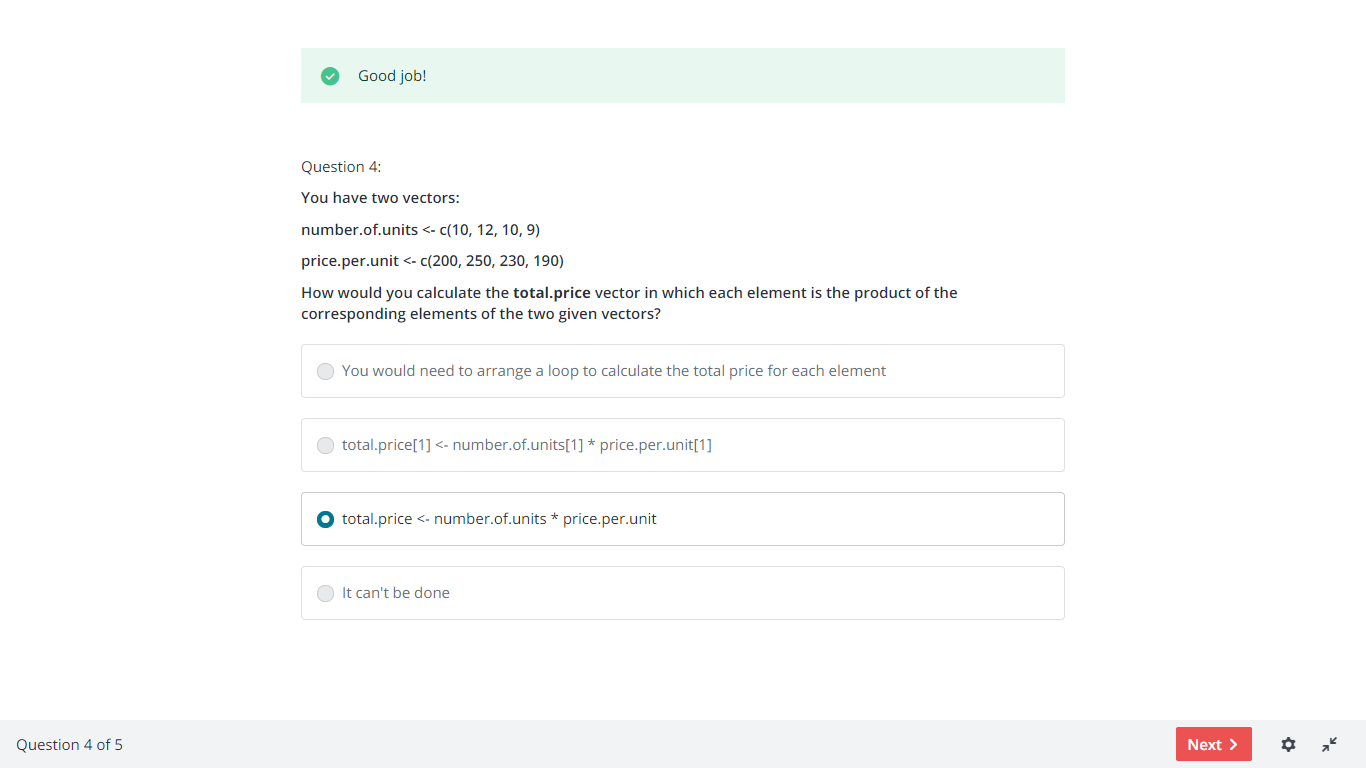 Good job!
Question 4:
You have two vectors:
number.of.units <- c(10, 12, 10, 9)
price.per.unit <- c(200, 250, 230, 190)
How would you calculate the total.price vector in which each element is the product of the
corresponding elements of the two given vectors?
You would need to arrange a loop to calculate the total price for each element
total.price[1] <- number.of.units[1] * price.per.unit[1]
total.price <- number.of.units * price.per.unit
It can't be done
Question 4 of 5
Next